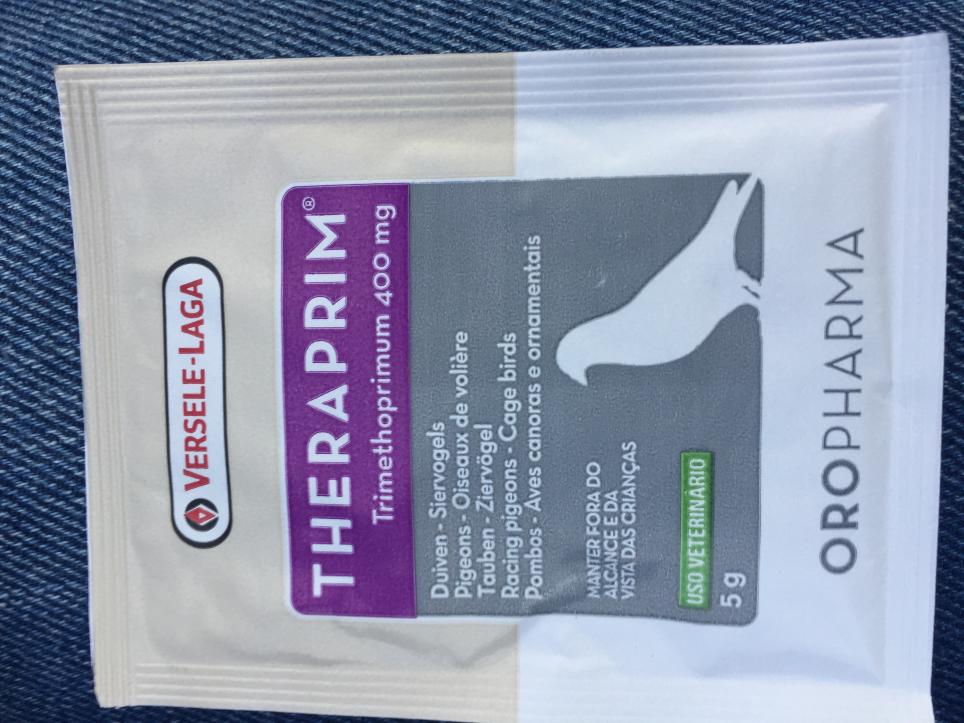 VERSELE-LAGA
THERAPRIM®
Trimethoprimum 400 mg
Duiven - Siervogels
Pigeons - Oiseaux de volière
Tauben - Ziervögel
Racing pigeons - Cage birds
Pombos - Aves canoras e ornamentais
MANTER FORA DO
ALCANCE E DA
VISTA DAS CRIANÇAS
USO VETERINÁRIO
5 g
OROPHARMA